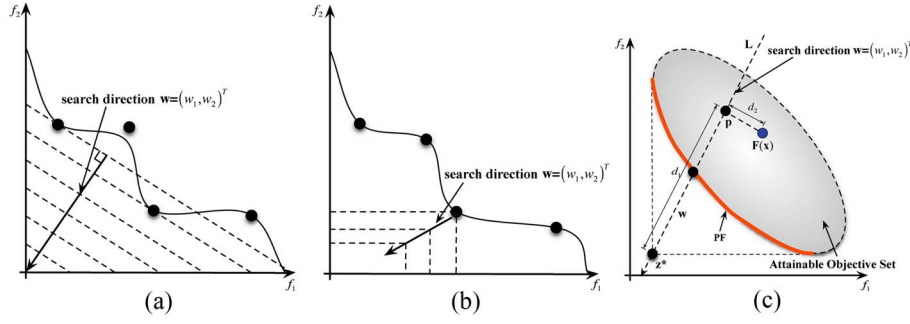 f₂
search direction w=(w₁,w₂)ᵀ
f₁
(a)
f₂
search direction w=(w₁,w₂)ᵀ
f₁
(b)
f₂
L
search direction w=(w₁,w₂)ᵀ
d₂
p
F(x)
d₁
w
PF
Attainable Objective Set
z*
f₁
(c)